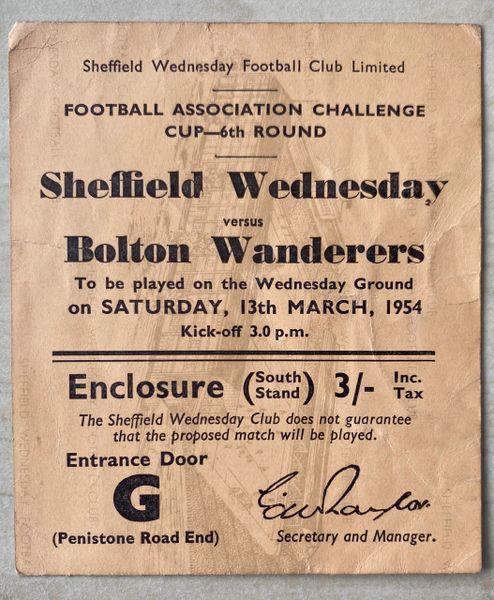 Sheffield Wednesday Football Club Limited
FOOTBALL ASSOCIATION CHALLENGE
CUP—6th ROUND
Sheffield Wednesday
versus
Bolton Wanderers
To be played on the Wednesday Ground
on SATURDAY, 13th MARCH, 1954
Kick-off 3.0 p.m.
Enclosure (South Stand) 3/- Inc. Tax
The Sheffield Wednesday Club does not guarantee
that the proposed match will be played.
Entrance Door
G
(Penistone Road End)
Secretary and Manager.